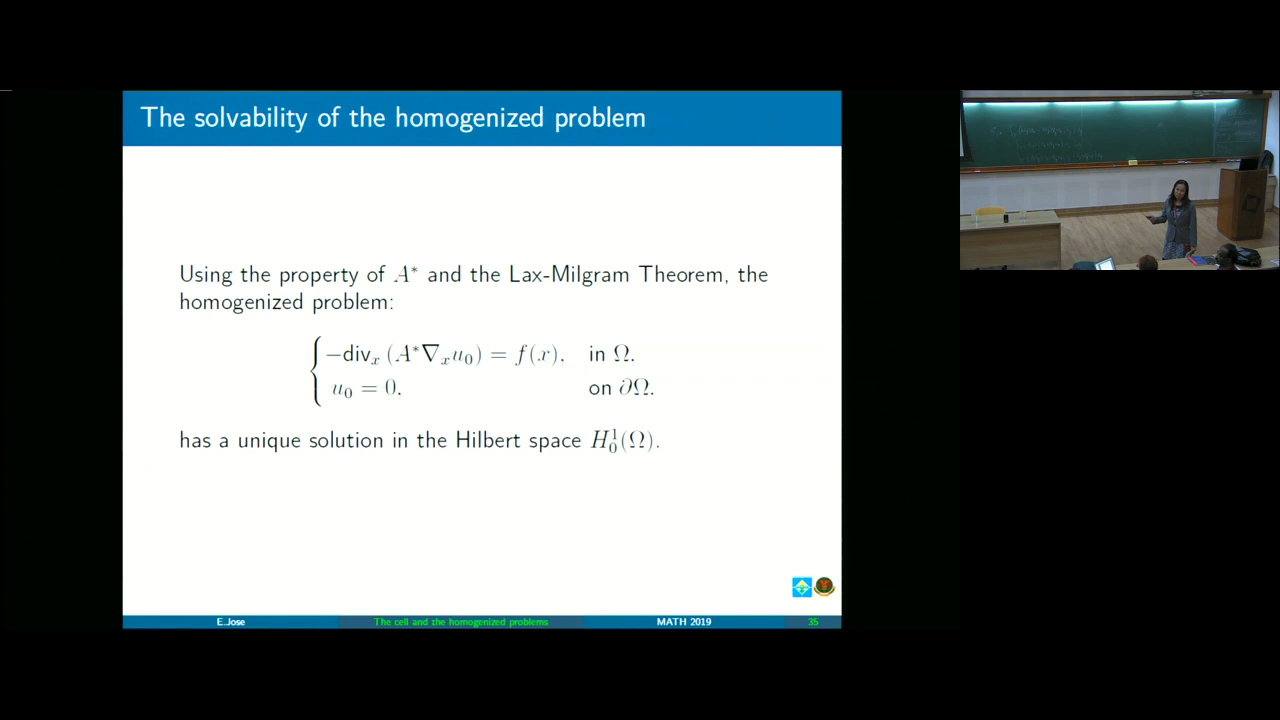 The solvability of the homogenized problem
Using the property of A* and the Lax-Milgram Theorem, the
homogenized problem:
−div_x (A*∇_x u_0) = f(x), in Ω,
u_0 = 0, on ∂Ω,
has a unique solution in the Hilbert space H_0^1(Ω).
E.Jose The cell and the homogenized problems MATH 2019 35